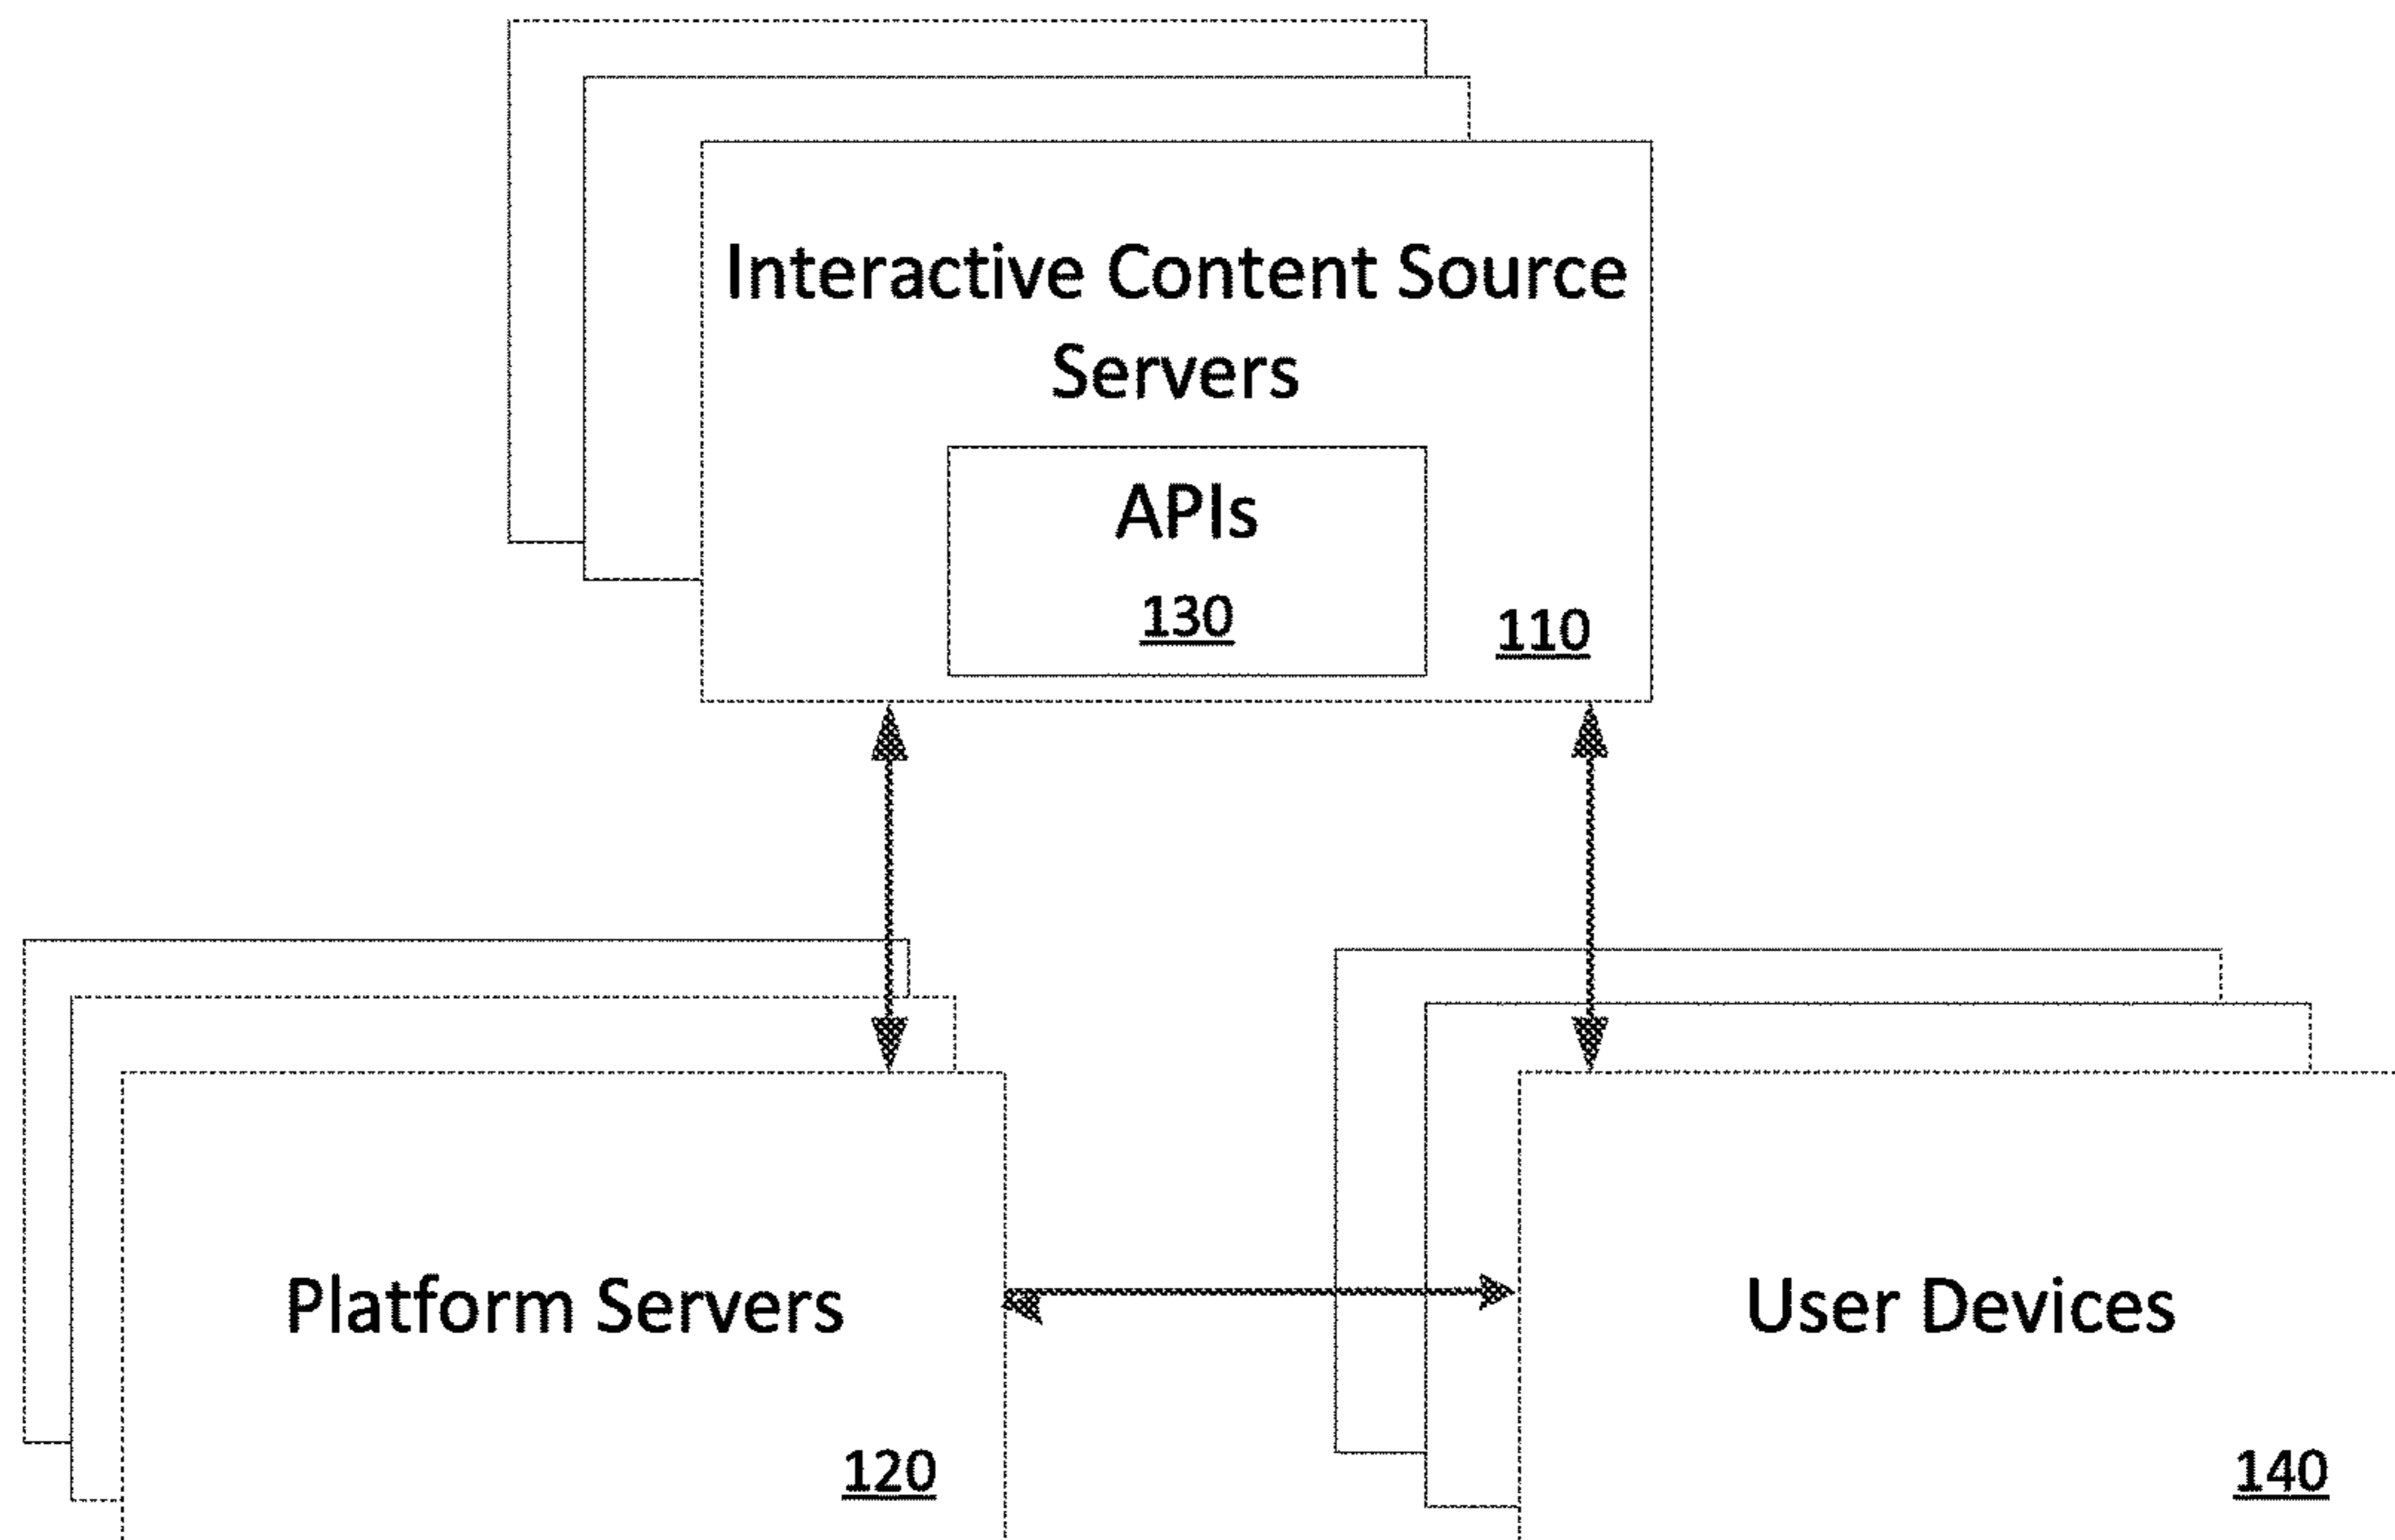 Interactive Content Source
Servers
APIs
130
110
Platform Servers
120
User Devices
140